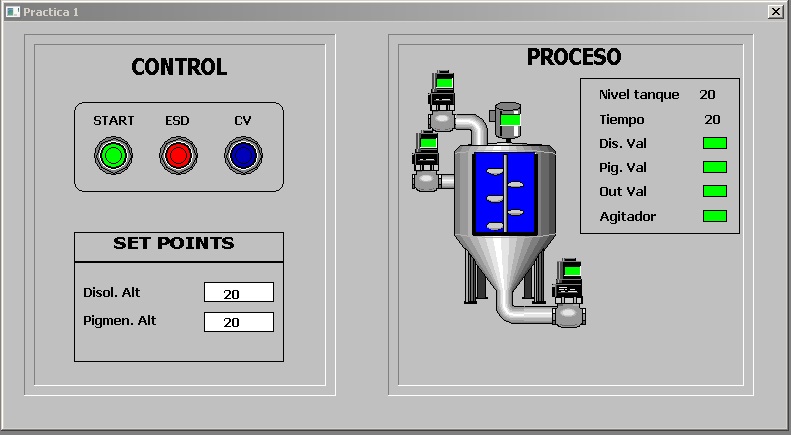 Practica 1
CONTROL
START ESD CV
SET POINTS
Disol. Alt 20
Pigmen. Alt 20
PROCESO
Nivel tanque 20
Tiempo 20
Dis. Val
Pig. Val
Out Val
Agitador